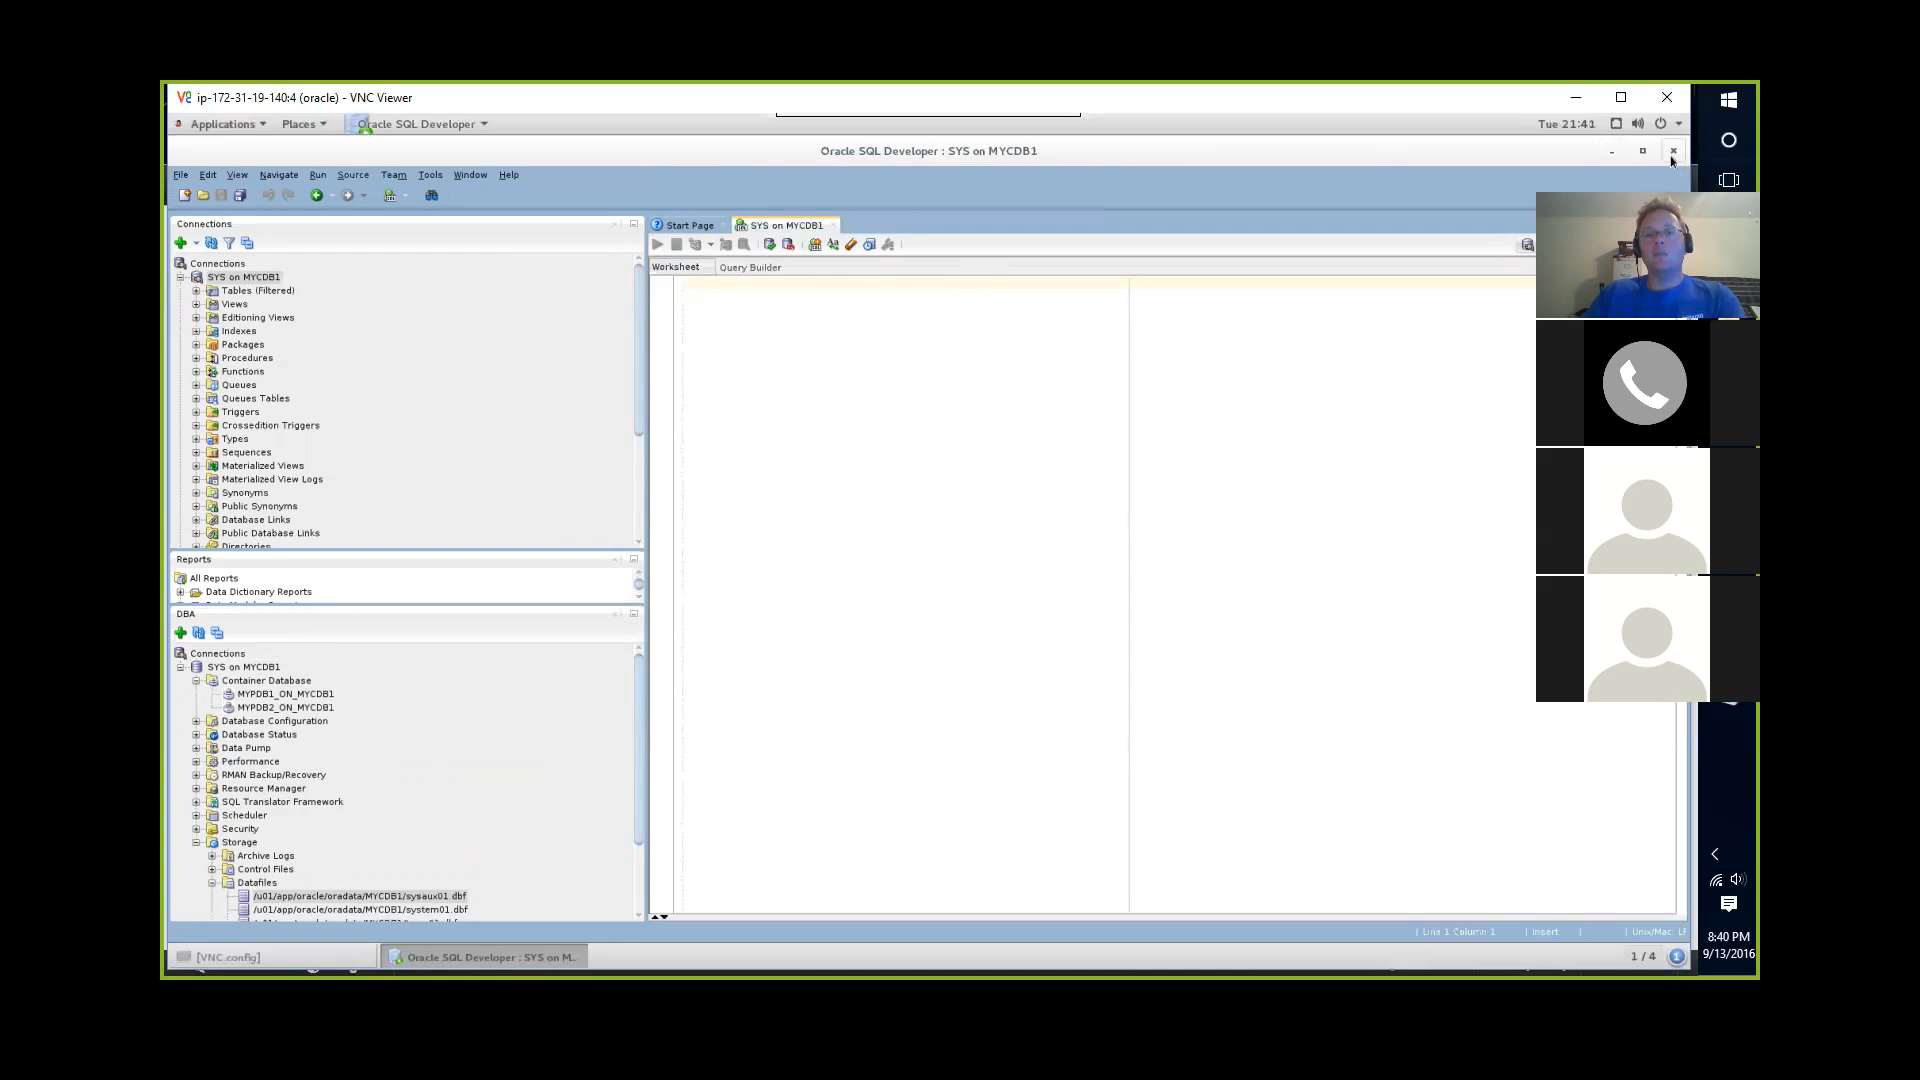 ip-172-31-19-140:4 (oracle) - VNC Viewer
Applications Places Oracle SQL Developer Tue 21:41
Oracle SQL Developer : SYS on MYCDB1
File Edit View Navigate Run Source Team Tools Window Help
Connections
Start Page SYS on MYCDB1
Worksheet Query Builder
Connections
SYS on MYCDB1
Tables (Filtered)
Views
Editioning Views
Indexes
Packages
Procedures
Functions
Queues
Queues Tables
Triggers
Crossedition Triggers
Types
Sequences
Materialized Views
Materialized View Logs
Synonyms
Public Synonyms
Database Links
Public Database Links
Directories
Reports
All Reports
Data Dictionary Reports
DBA
Connections
SYS on MYCDB1
Container Database
MYPDB1_ON_MYCDB1
MYPDB2_ON_MYCDB1
Database Configuration
Database Status
Data Pump
Performance
RMAN Backup/Recovery
Resource Manager
SQL Translator Framework
Scheduler
Security
Storage
Archive Logs
Control Files
Datafiles
/u01/app/oracle/oradata/MYCDB1/sysaux01.dbf
/u01/app/oracle/oradata/MYCDB1/system01.dbf
Line 1 Column 1 Insert Unix/Mac: LF
[VNC config] Oracle SQL Developer : SYS on M... 1 / 4 1
8:40 PM
9/13/2016